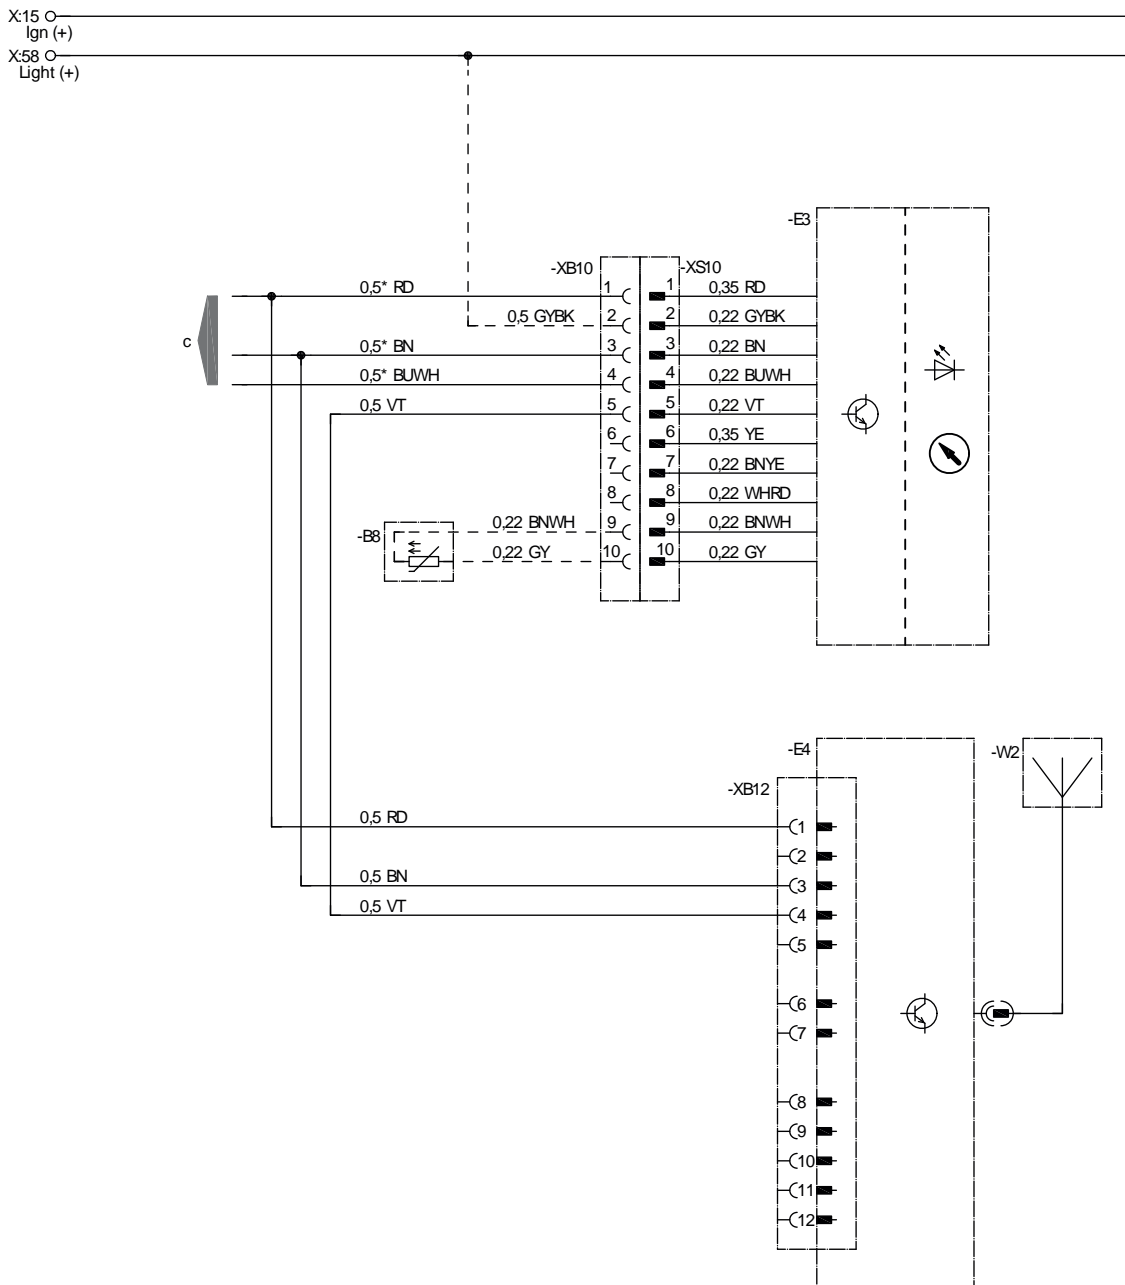 X:15
Ign (+)
X:58
Light (+)
-E3
-XB10
-XS10
0,5* RD
1
1
0,35 RD
0,5 GYBK
2
2
0,22 GYBK
c
0,5* BN
3
3
0,22 BN
0,5* BUWH
4
4
0,22 BUWH
0,5 VT
5
5
0,22 VT
6
6
0,35 YE
7
7
0,22 BNYE
8
8
0,22 WHRD
-B8
0,22 BNWH
9
9
0,22 BNWH
0,22 GY
10
10
0,22 GY
-E4
-W2
-XB12
0,5 RD
1
2
0,5 BN
3
0,5 VT
4
5
6
7
8
9
10
11
12